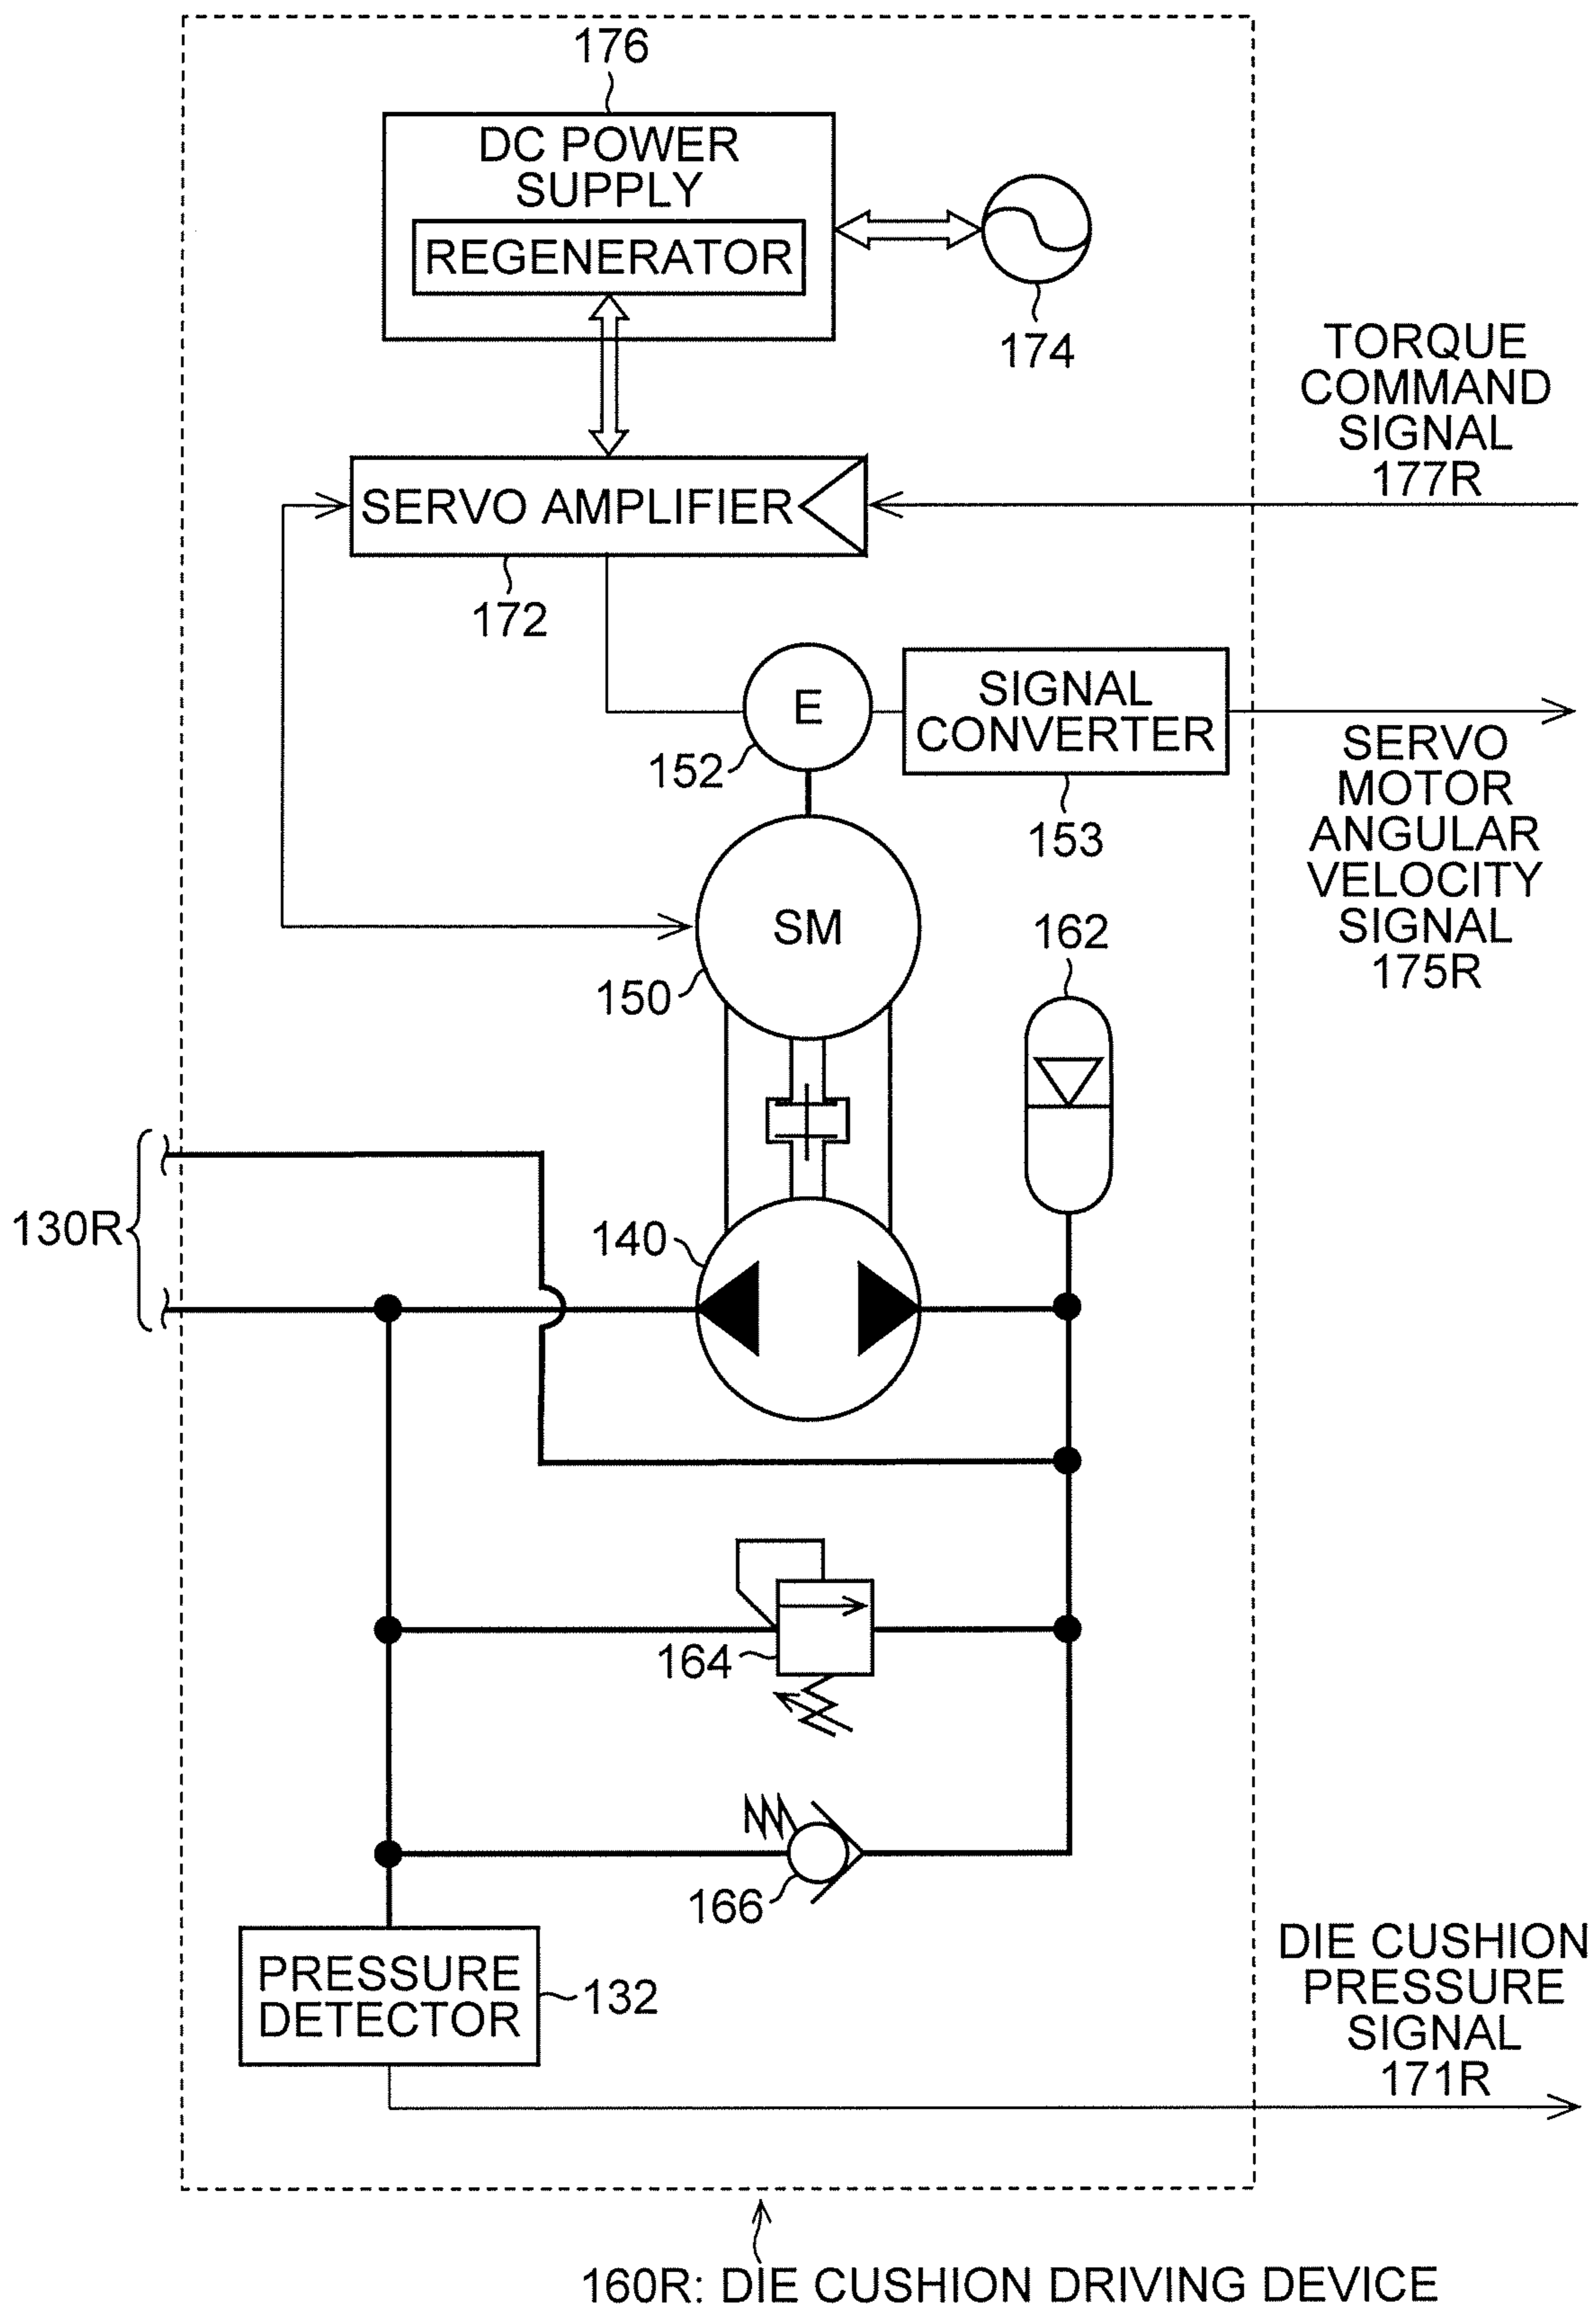 176
DC POWER
SUPPLY
REGENERATOR
174
TORQUE
COMMAND
SIGNAL
177R
SERVO AMPLIFIER
172
E
152
SIGNAL
CONVERTER
153
SERVO
MOTOR
ANGULAR
VELOCITY
SIGNAL
175R
SM
150
162
130R
140
164
166
PRESSURE
DETECTOR
132
DIE CUSHION
PRESSURE
SIGNAL
171R
160R: DIE CUSHION DRIVING DEVICE